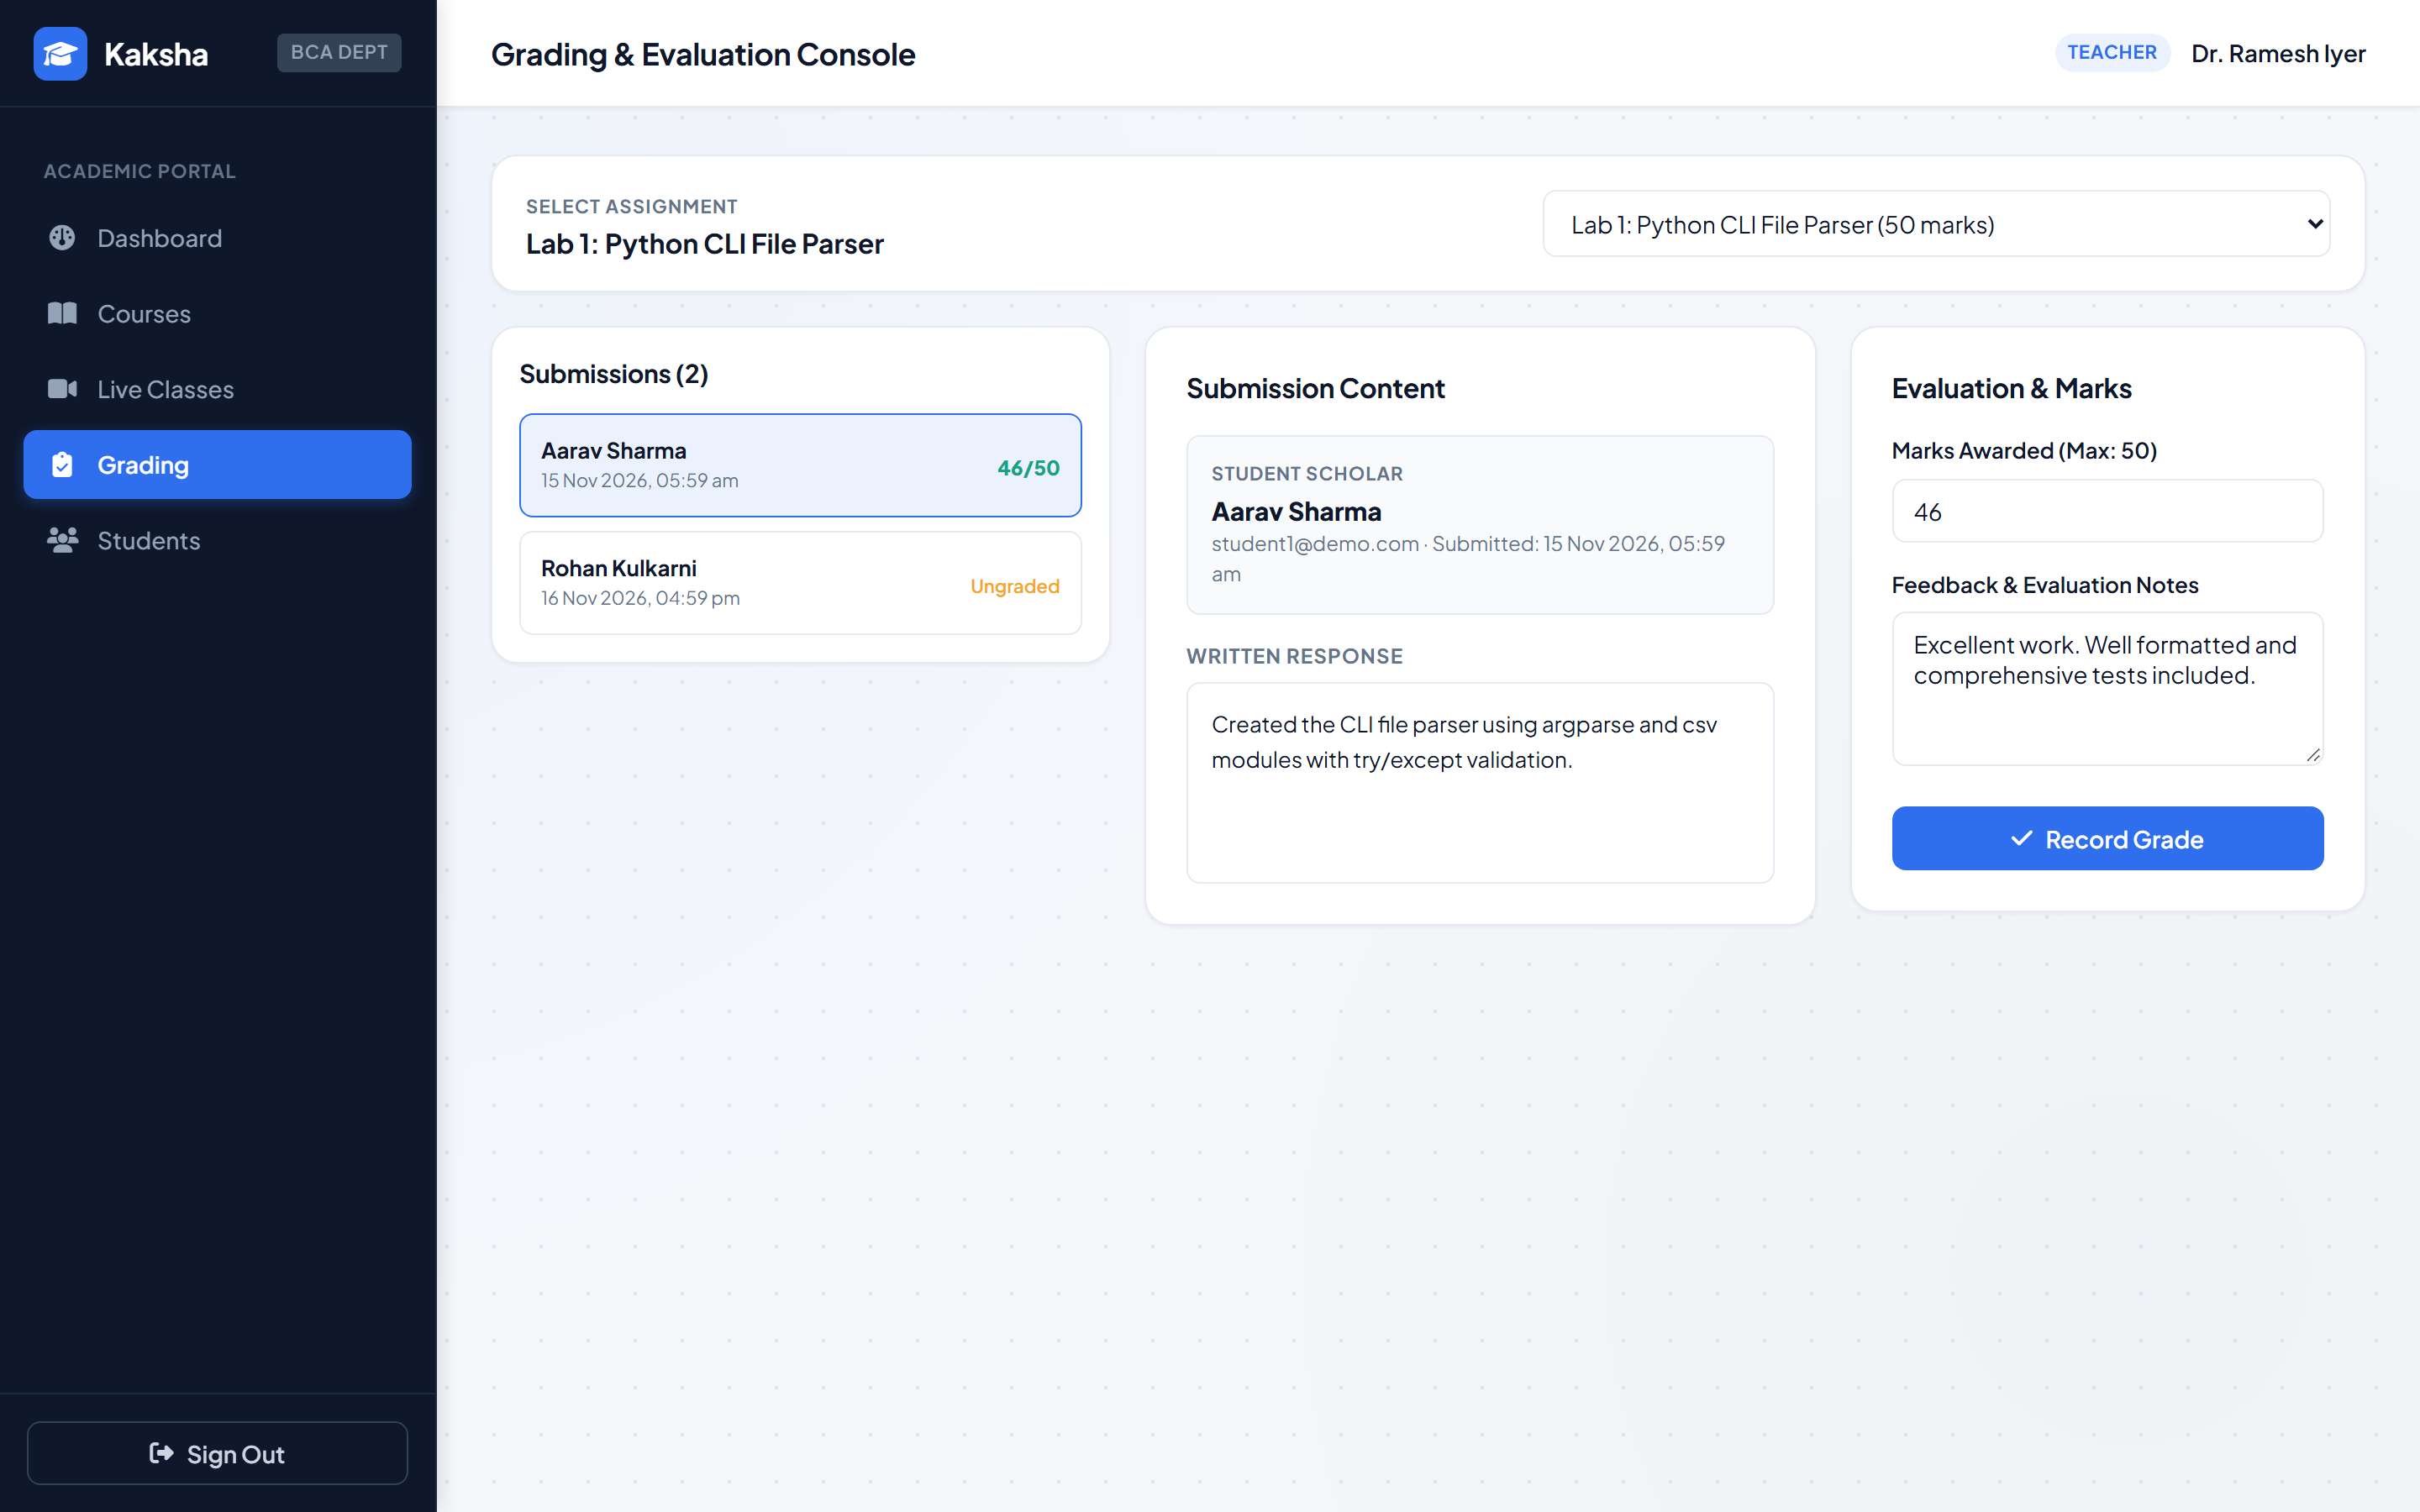 Kaksha
BCA DEPT
ACADEMIC PORTAL
Dashboard
Courses
Live Classes
Grading
Students
Sign Out
Grading & Evaluation Console
TEACHER
Dr. Ramesh Iyer
SELECT ASSIGNMENT
Lab 1: Python CLI File Parser
Lab 1: Python CLI File Parser (50 marks)
Submissions (2)
Aarav Sharma
15 Nov 2026, 05:59 am
46/50
Rohan Kulkarni
16 Nov 2026, 04:59 pm
Ungraded
Submission Content
STUDENT SCHOLAR
Aarav Sharma
student1@demo.com · Submitted: 15 Nov 2026, 05:59
am
WRITTEN RESPONSE
Created the CLI file parser using argparse and csv
modules with try/except validation.
Evaluation & Marks
Marks Awarded (Max: 50)
46
Feedback & Evaluation Notes
Excellent work. Well formatted and
comprehensive tests included.
Record Grade